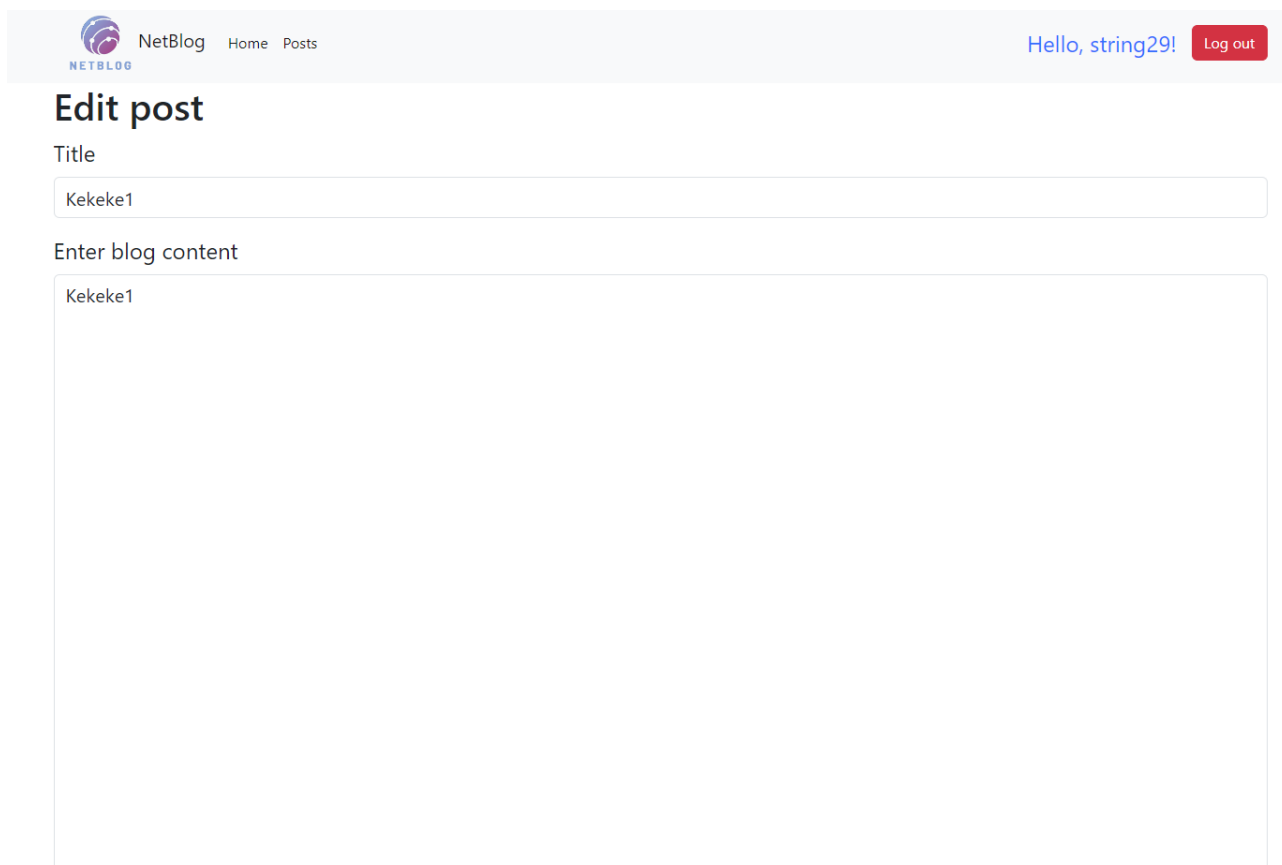 NETBLOG
NetBlog Home Posts Hello, string29! Log out
Edit post
Title
Kekeke1
Enter blog content
Kekeke1